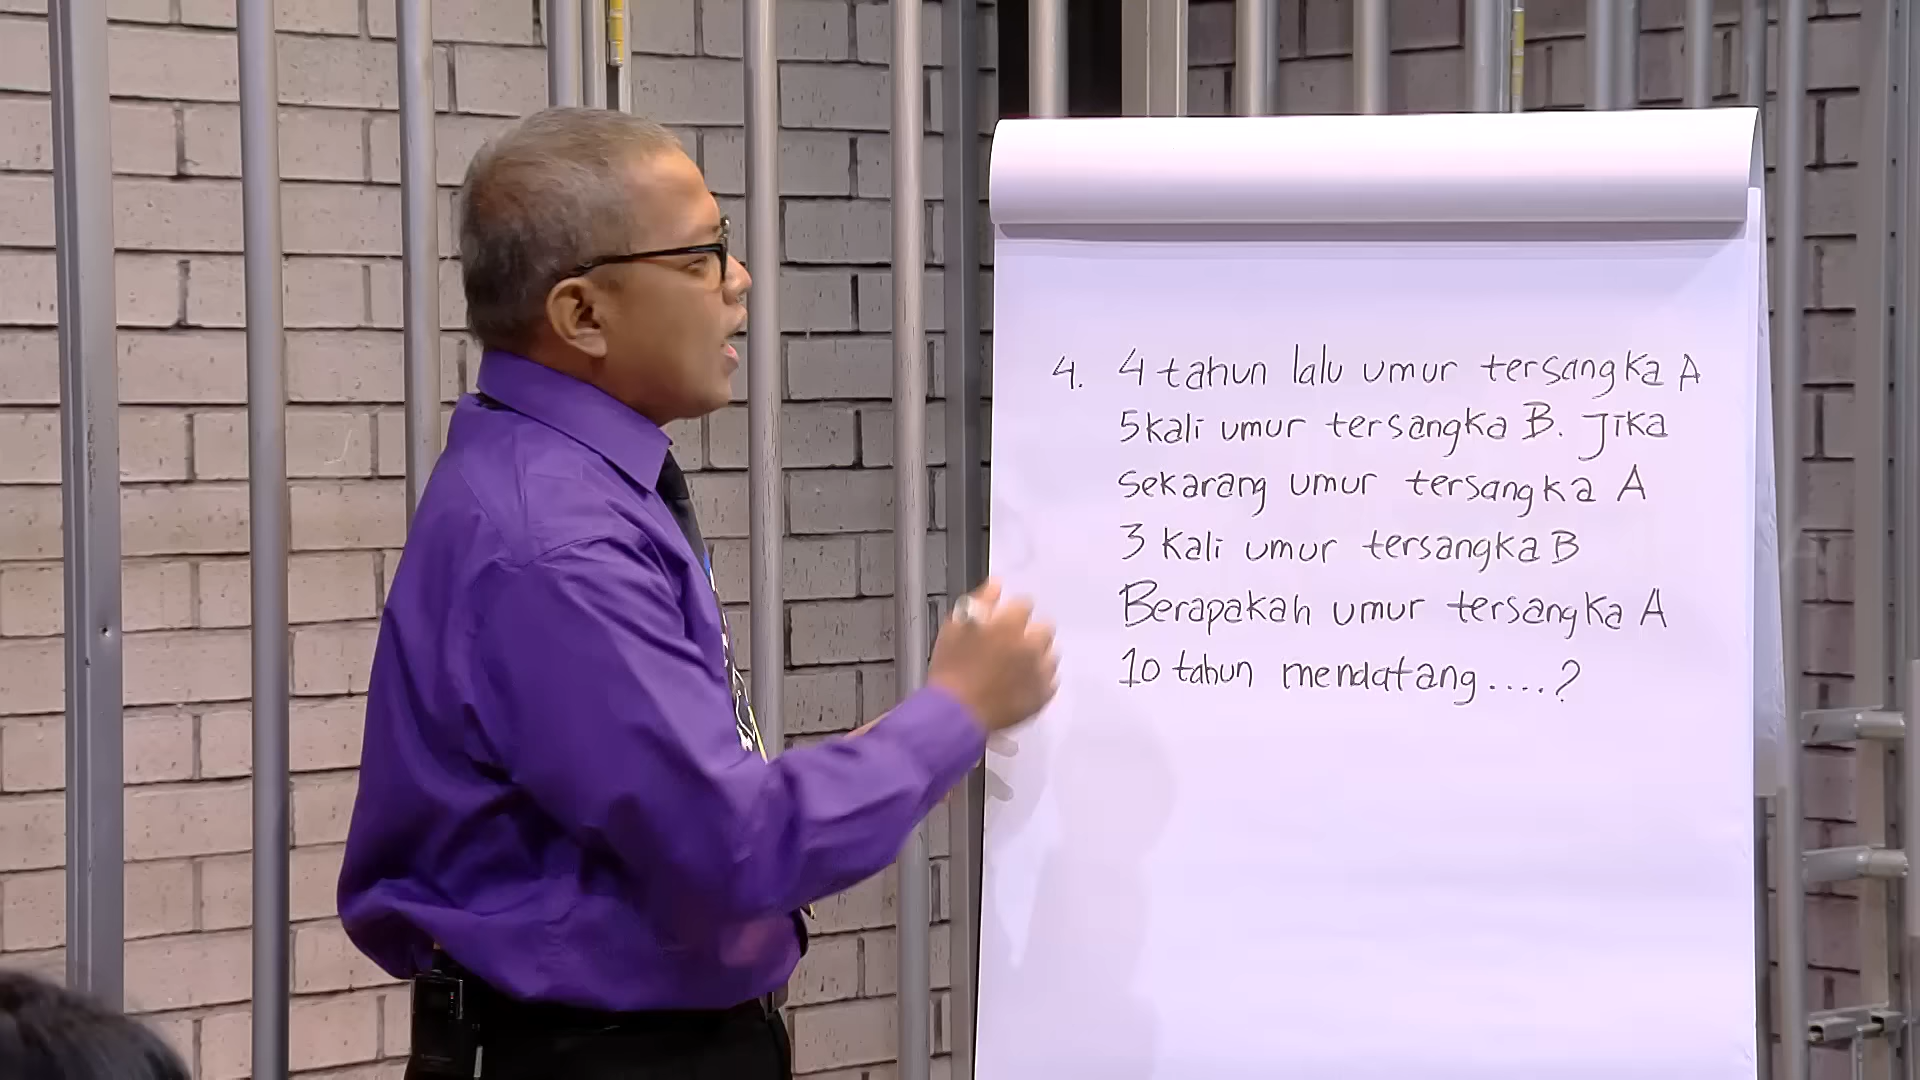 4. 4 tahun lalu umur tersangka A
5 kali umur tersangka B. Jika
sekarang umur tersangka A
3 kali umur tersangka B
Berapakah umur tersangka A
10 tahun mendatang....?